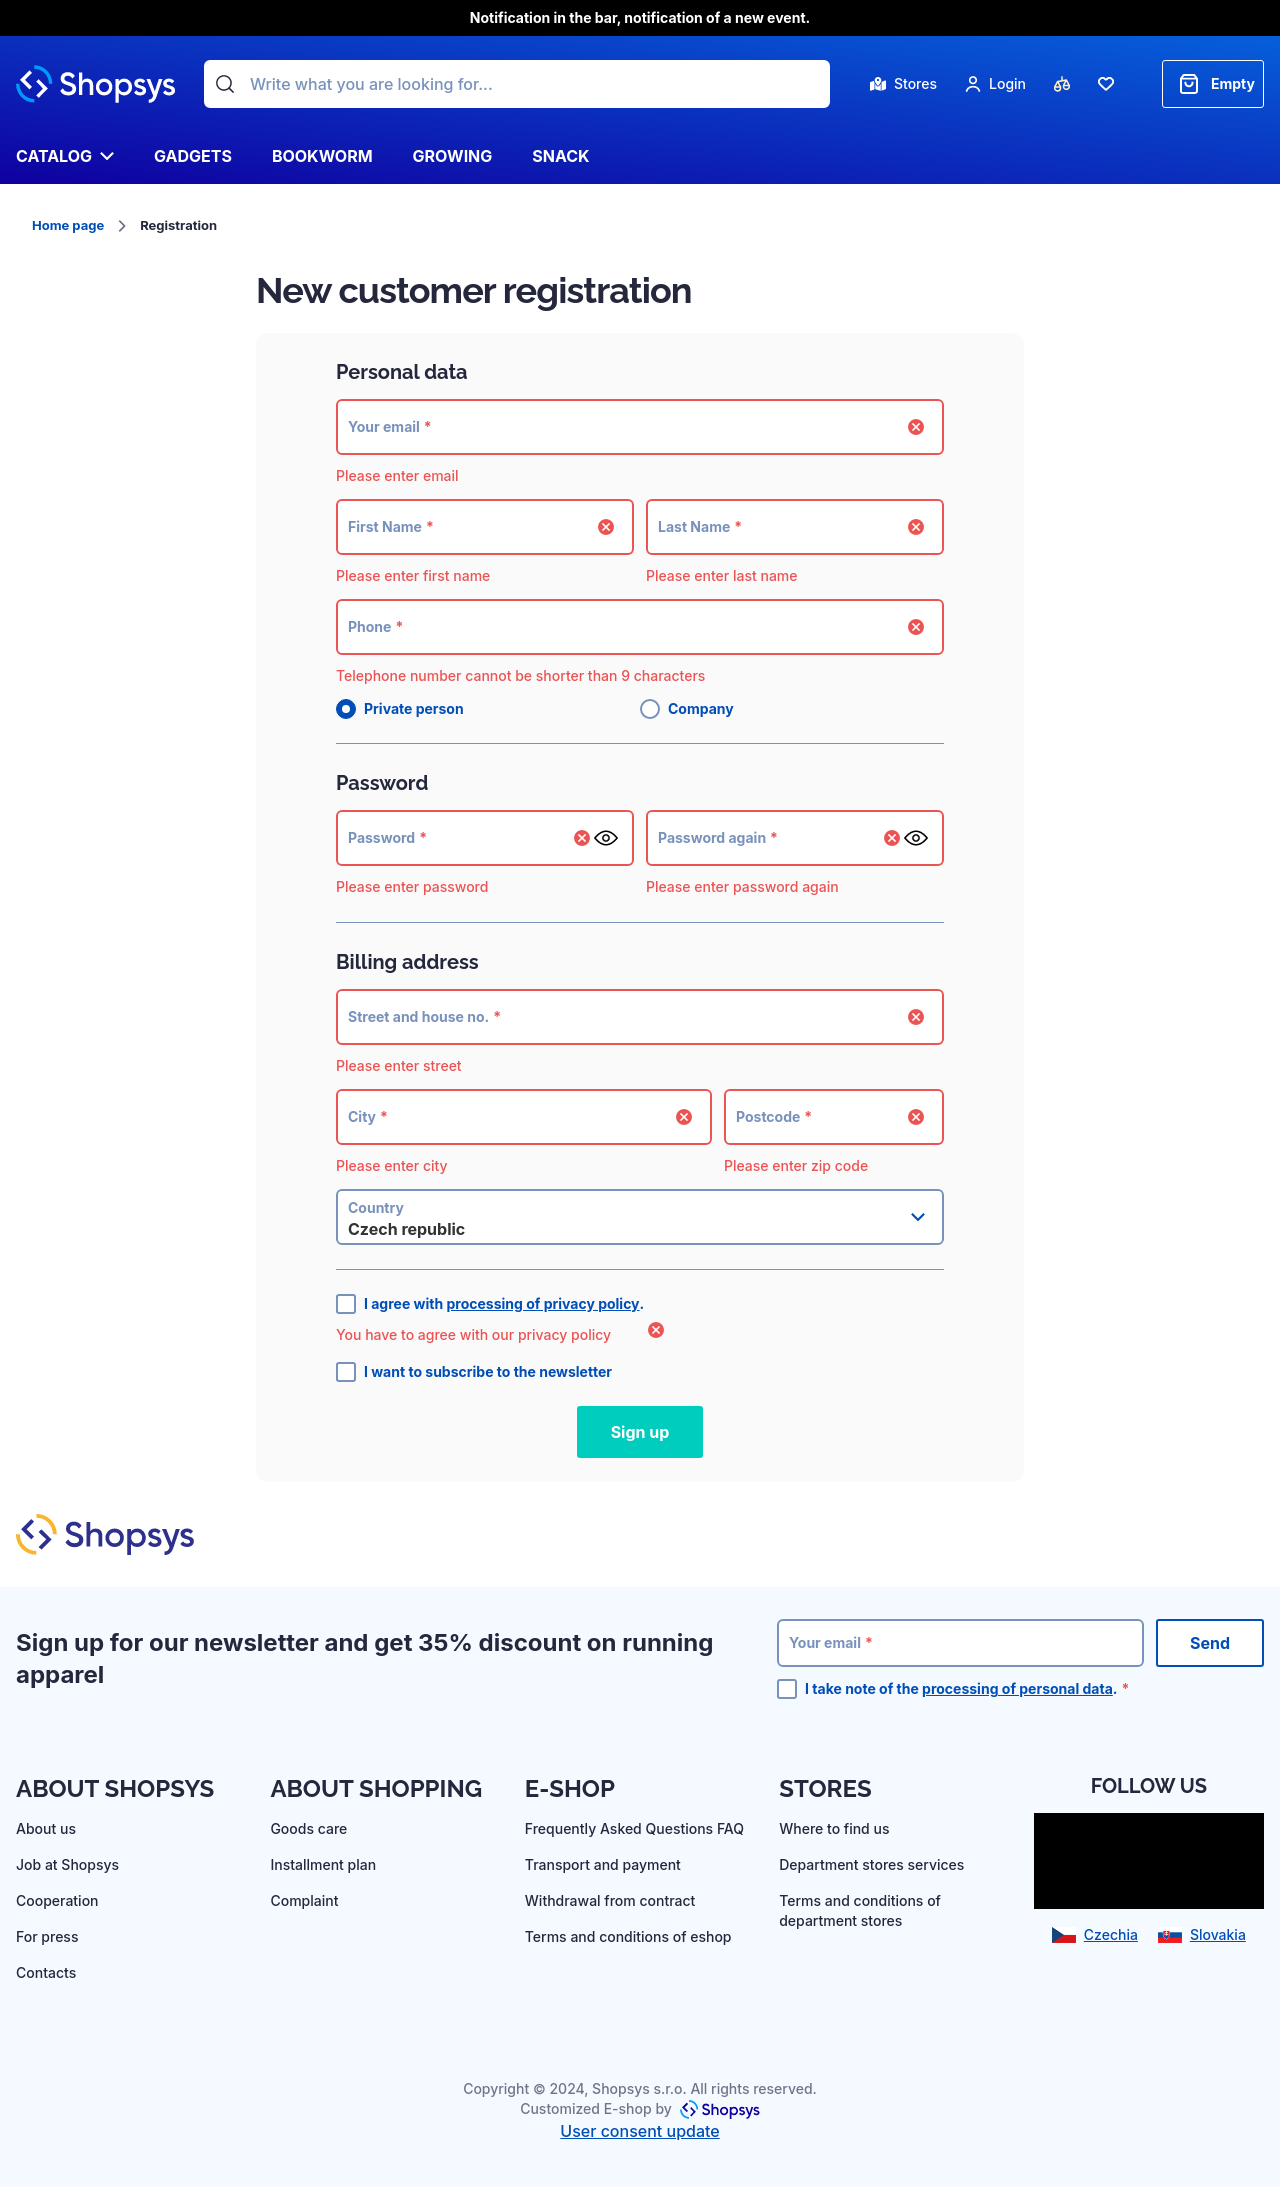 Notification in the bar, notification of a new event.
Shopsys
Write what you are looking for...
Stores
Login
Empty
CATALOG
GADGETS
BOOKWORM
GROWING
SNACK
Home page
Registration
New customer registration
Personal data
Your email *
Please enter email
First Name *
Last Name *
Please enter first name
Please enter last name
Phone *
Telephone number cannot be shorter than 9 characters
Private person
Company
Password
Password *
Password again *
Please enter password
Please enter password again
Billing address
Street and house no. *
Please enter street
City *
Postcode *
Please enter city
Please enter zip code
Country
Czech republic
I agree with processing of privacy policy.
You have to agree with our privacy policy
I want to subscribe to the newsletter
Sign up
Shopsys
Sign up for our newsletter and get 35% discount on running
apparel
Your email *
Send
I take note of the processing of personal data. *
ABOUT SHOPSYS
About us
Job at Shopsys
Cooperation
For press
Contacts
ABOUT SHOPPING
Goods care
Installment plan
Complaint
E-SHOP
Frequently Asked Questions FAQ
Transport and payment
Withdrawal from contract
Terms and conditions of eshop
STORES
Where to find us
Department stores services
Terms and conditions of
department stores
FOLLOW US
Czechia
Slovakia
Copyright © 2024, Shopsys s.r.o. All rights reserved.
Customized E-shop by Shopsys
User consent update